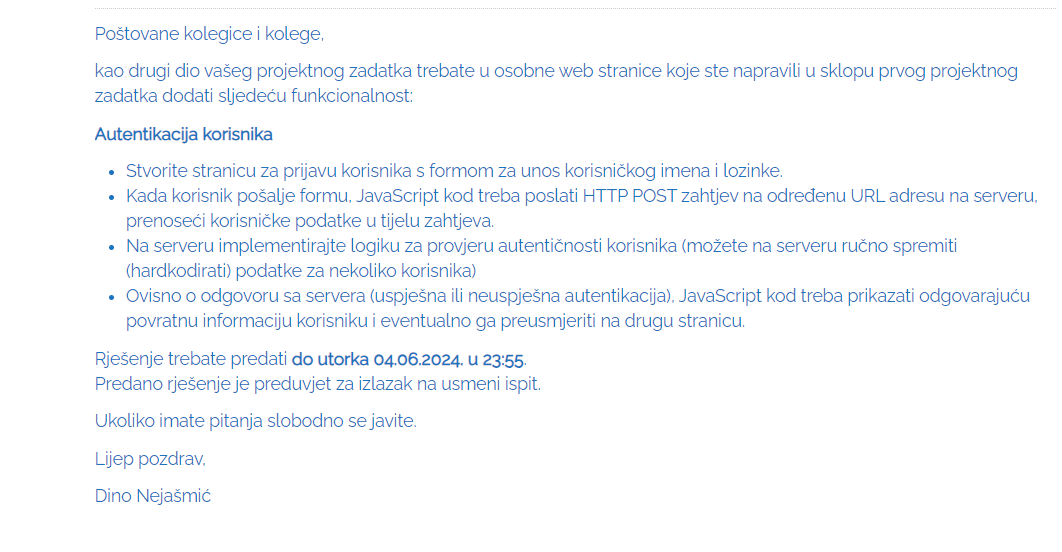 Poštovane kolegice i kolege,
kao drugi dio vašeg projektnog zadatka trebate u osobne web stranice koje ste napravili u sklopu prvog projektnog
zadatka dodati sljedeću funkcionalnost:
Autentikacija korisnika
• Stvorite stranicu za prijavu korisnika s formom za unos korisničkog imena i lozinke.
• Kada korisnik pošalje formu, JavaScript kod treba poslati HTTP POST zahtjev na određenu URL adresu na serveru,
prenoseći korisničke podatke u tijelu zahtjeva.
• Na serveru implementirajte logiku za provjeru autentičnosti korisnika (možete na serveru ručno spremiti
(hardkodirati) podatke za nekoliko korisnika)
• Ovisno o odgovoru sa servera (uspješna ili neuspješna autentikacija), JavaScript kod treba prikazati odgovarajuću
povratnu informaciju korisniku i eventualno ga preusmjeriti na drugu stranicu.
Rješenje trebate predati do utorka 04.06.2024. u 23:55.
Predano rješenje je preduvjet za izlazak na usmeni ispit.
Ukoliko imate pitanja slobodno se javite.
Lijep pozdrav,
Dino Nejašmić